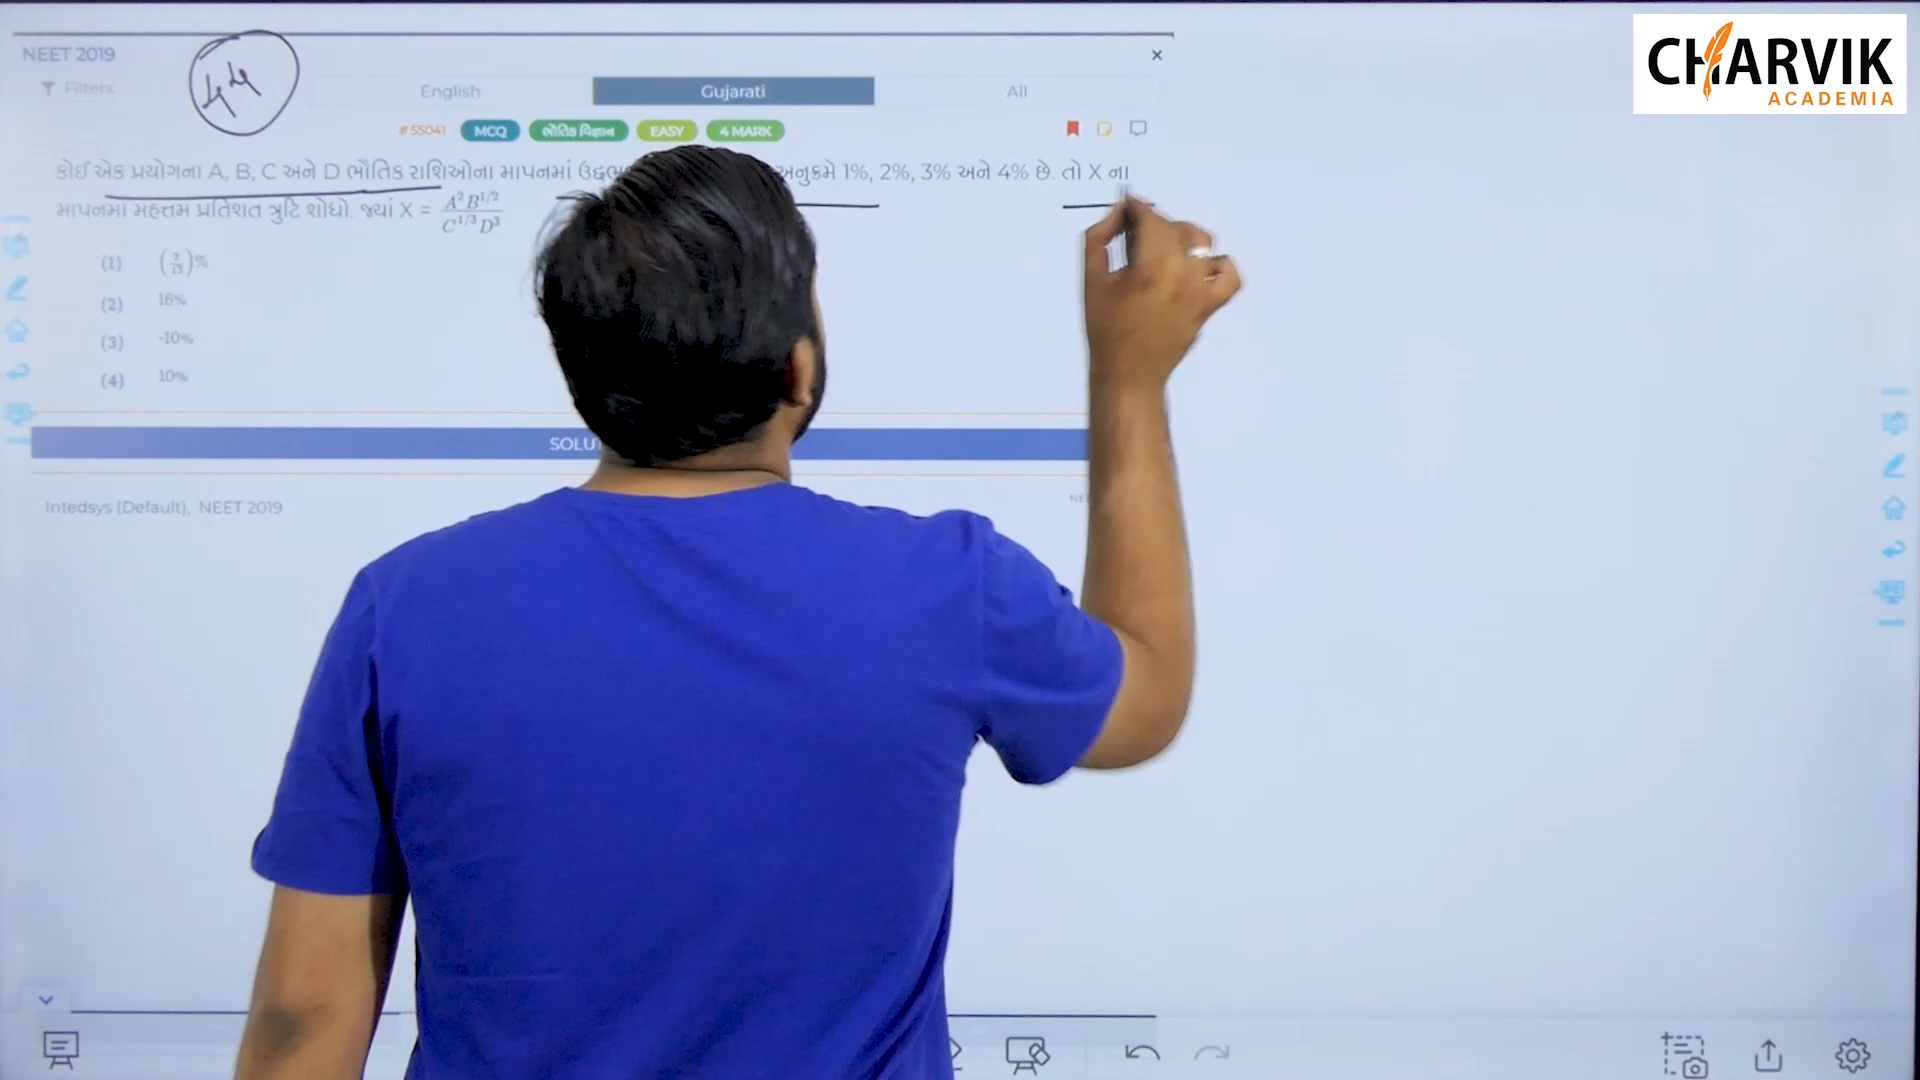 CHARVIK
ACADEMIA
NEET 2019
Filters
English
Gujarati
All
#55041
MCQ
ભૌતિક વિજ્ઞાન
EASY
4 MARK
કોઈ એક પ્રયોગના A, B, C અને D ભૌતિક રાશિઓના માપનમાં અનુક્રમે 1%, 2%, 3% અને 4% છે. તો X ના
માપનમાં મહત્તમ પ્રતિશત ત્રુટિ શોધો. જ્યાં X = A²B^1/2 / C^1/3D³
(1) (3/13)%
(2) 16%
(3) -10%
(4) 10%
Intedsys (Default), NEET 2019